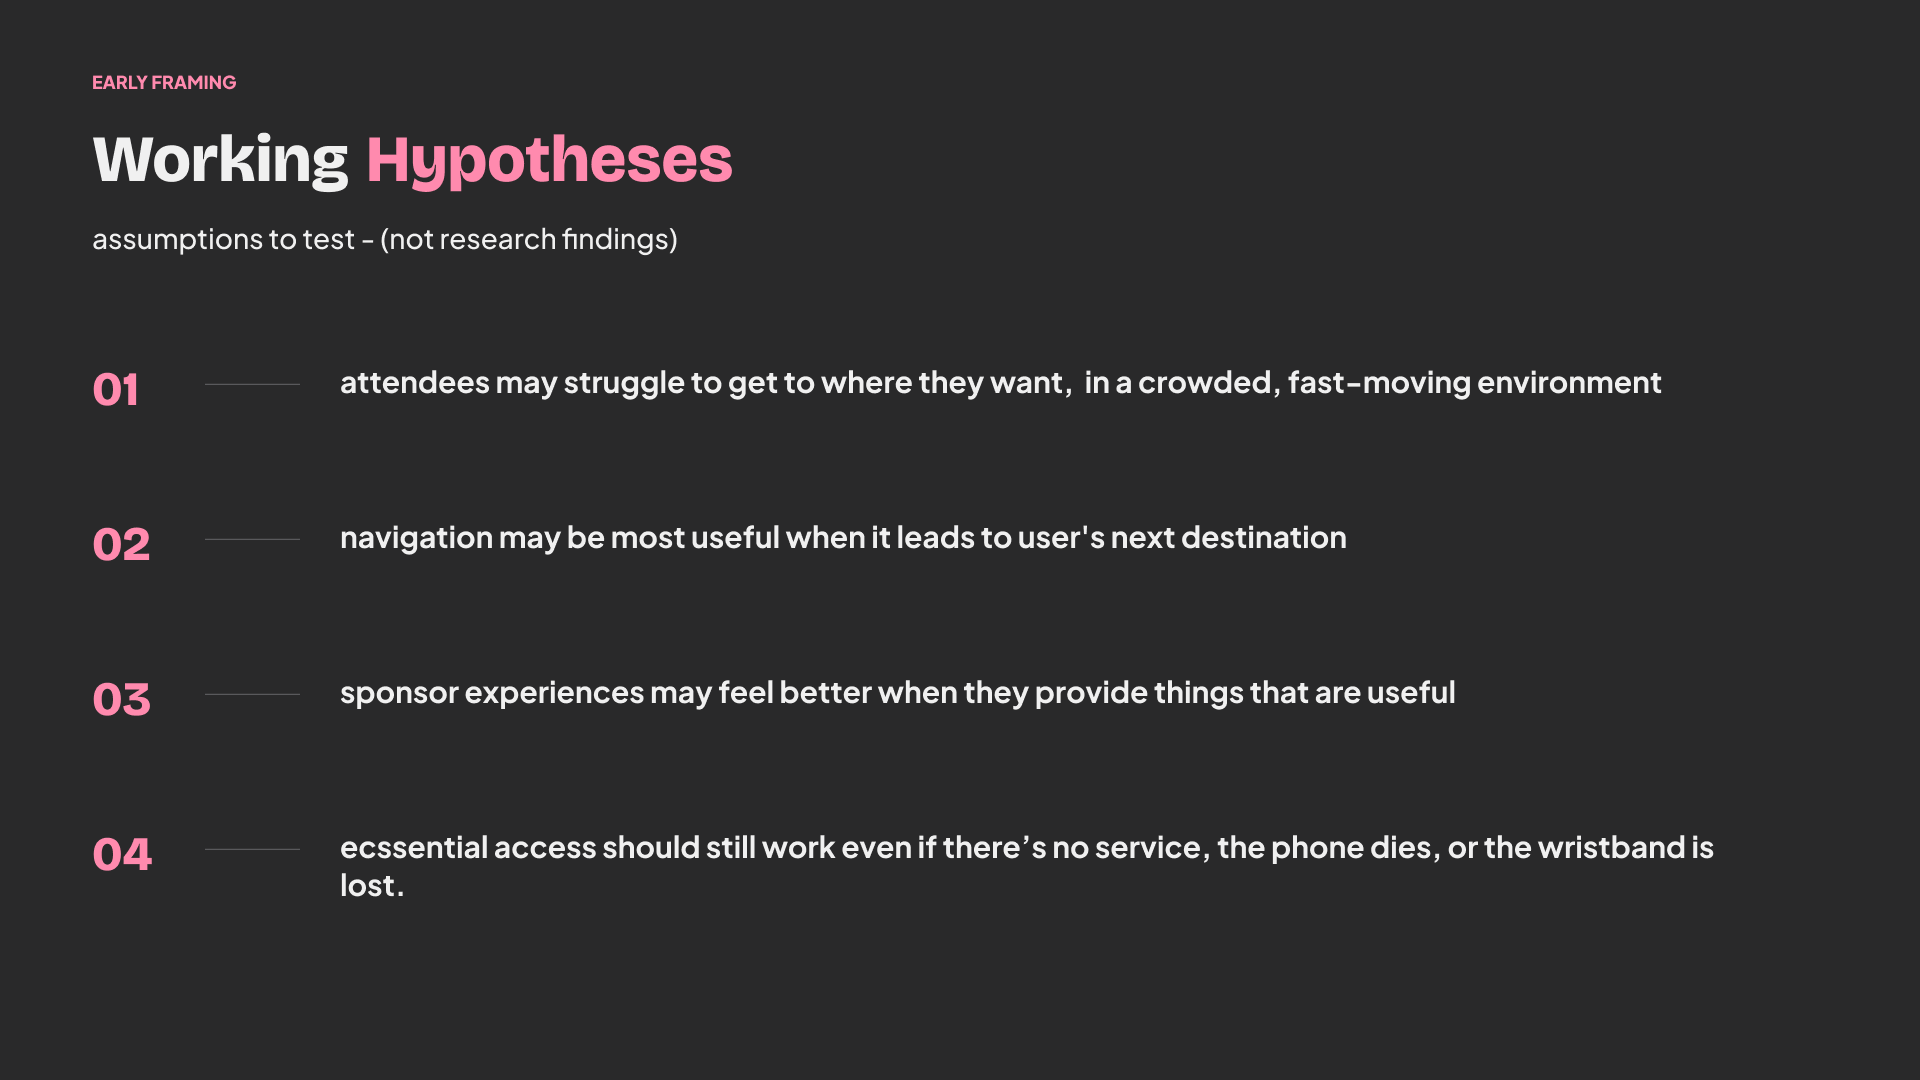 EARLY FRAMING
Working Hypotheses
assumptions to test - (not research findings)
01 attendees may struggle to get to where they want,  in a crowded, fast-moving environment
02 navigation may be most useful when it leads to user's next destination
03 sponsor experiences may feel better when they provide things that are useful
04 ecssential access should still work even if there’s no service, the phone dies, or the wristband is
lost.